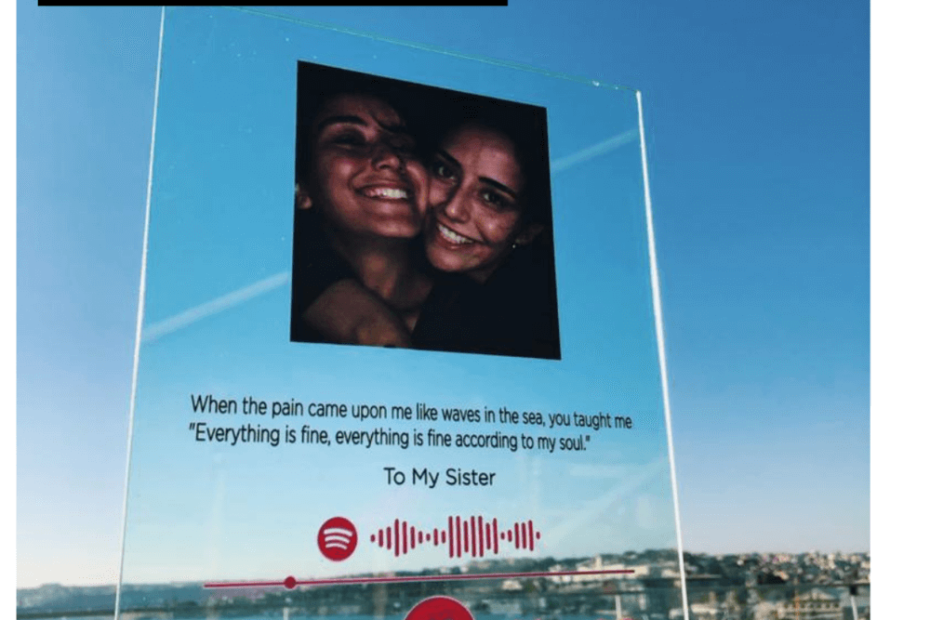 When the pain came upon me like waves in the sea, you taught me
"Everything is fine, everything is fine according to my soul."
To My Sister